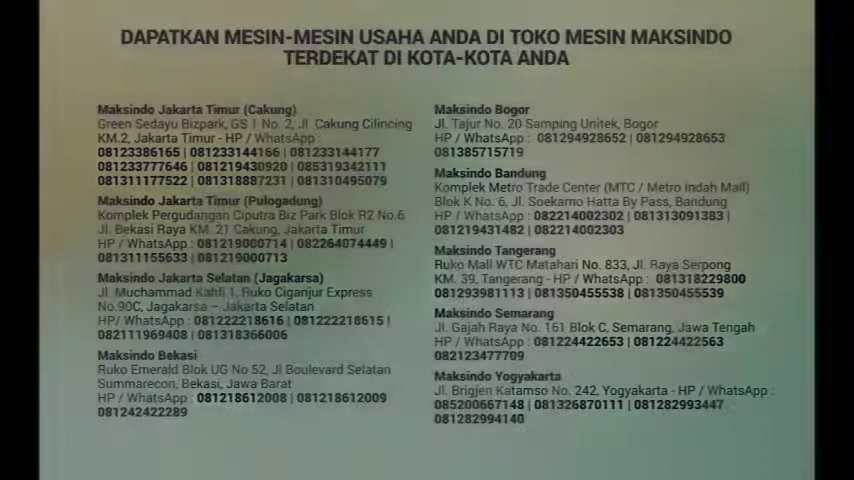 DAPATKAN MESIN-MESIN USAHA ANDA DI TOKO MESIN MAKSINDO
TERDEKAT DI KOTA-KOTA ANDA
Maksindo Jakarta Timur (Cakung)
Green Sedayu Bizpark, GS 1 No. 2, Jl. Cakung Cilincing
KM.2, Jakarta Timur - HP / WhatsApp :
08123386165 | 081233144166 | 081233144177
081233777646 | 081219430920 | 085319342111
081311177522 | 081318887231 | 081310495079
Maksindo Jakarta Timur (Pulogadung)
Komplek Pergudangan Ciputra Biz Park Blok R2 No.6
Jl. Bekasi Raya KM. 21 Cakung, Jakarta Timur
HP / WhatsApp : 081219000714 | 082264074449 |
081311155633 | 081219000713
Maksindo Jakarta Selatan (Jagakarsa)
Jl. Muchammad Kahfi 1, Ruko Ciganjur Express
No.90C, Jagakarsa – Jakarta Selatan
HP/ WhatsApp : 081222218616 | 081222218615 |
082111969408 | 081318366006
Maksindo Bekasi
Ruko Emerald Blok UG No 52, Jl Boulevard Selatan
Summarecon, Bekasi, Jawa Barat
HP / WhatsApp : 081218612008 | 081218612009
081242422289
Maksindo Bogor
Jl. Tajur No. 20 Samping Unitek, Bogor
HP / WhatsApp : 081294928652 | 081294928653
081385715719
Maksindo Bandung
Komplek Metro Trade Center (MTC / Metro Indah Mall)
Blok K No. 6, Jl. Soekarno Hatta By Pass, Bandung
HP / WhatsApp : 082214002302 | 081313091383 |
081219431482 | 082214002303
Maksindo Tangerang
Ruko Mall WTC Matahari No. 833, Jl. Raya Serpong
KM. 39, Tangerang - HP / WhatsApp : 081318229800
081293981113 | 081350455538 | 081350455539
Maksindo Semarang
Jl. Gajah Raya No. 161 Blok C, Semarang, Jawa Tengah
HP / WhatsApp : 081224422653 | 081224422563
082123477709
Maksindo Yogyakarta
Jl. Brigjen Katamso No. 242, Yogyakarta - HP / WhatsApp :
085200667148 | 081326870111 | 081282993447
081282994140